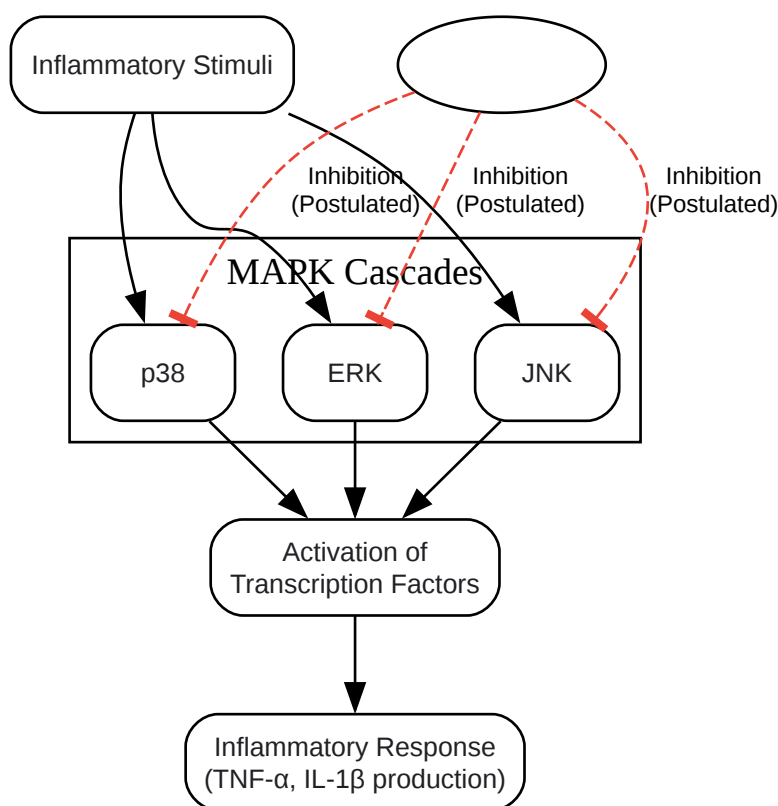 Inflammatory Stimuli
Inhibition
(Postulated)
Inhibition
(Postulated)
Inhibition
(Postulated)
MAPK Cascades
p38
ERK
JNK
Activation of
Transcription Factors
Inflammatory Response
(TNF-α, IL-1β production)